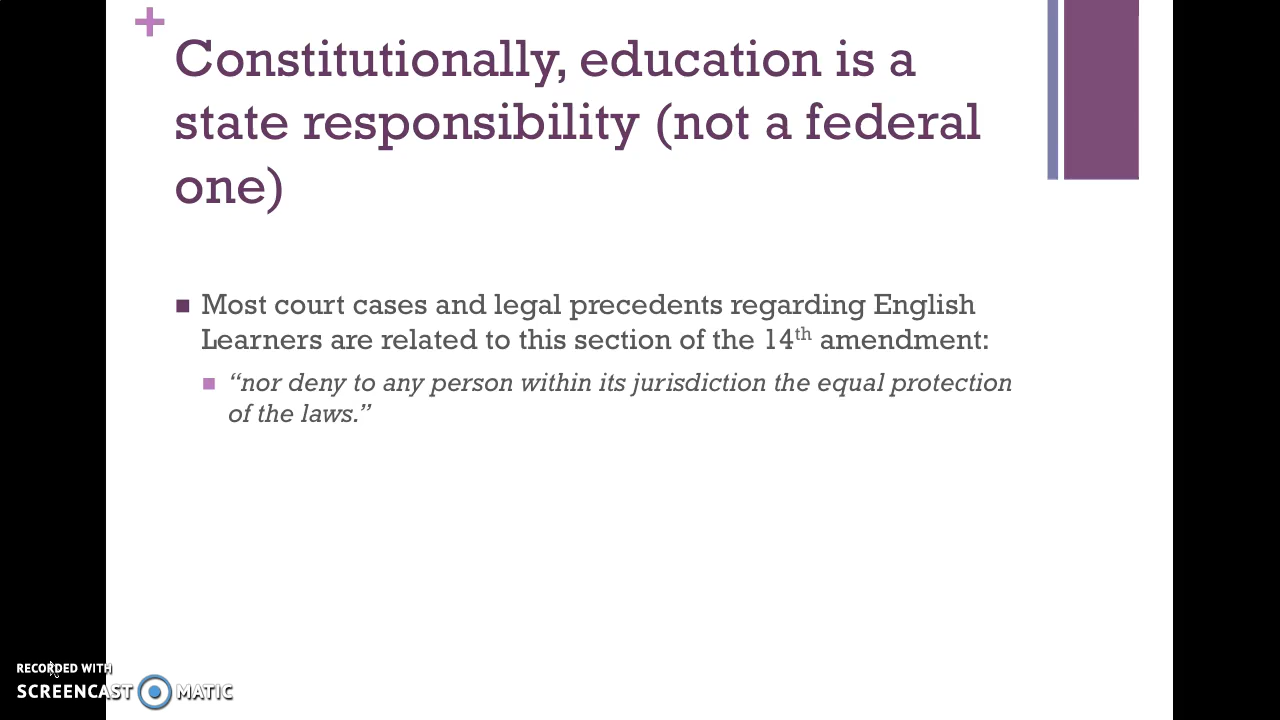 +
Constitutionally, education is a
state responsibility (not a federal
one)
Most court cases and legal precedents regarding English
Learners are related to this section of the 14th amendment:
“nor deny to any person within its jurisdiction the equal protection
of the laws.”
RECORDED WITH
SCREENCAST MATIC